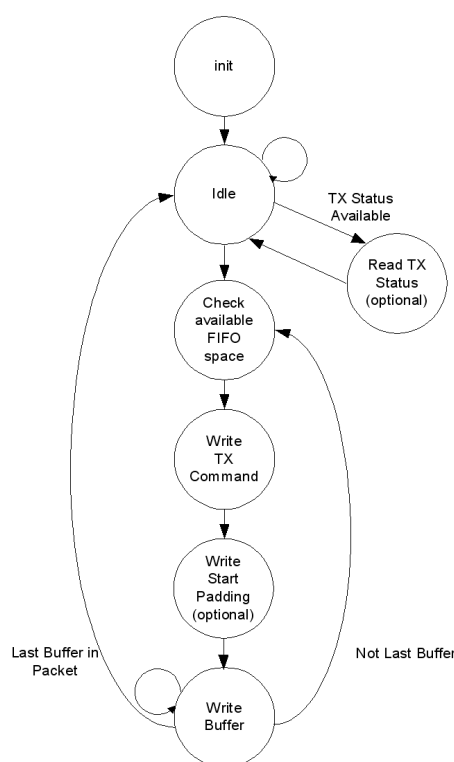 init
Idle
TX Status
Available
Read TX
Status
(optional)
Check
available
FIFO
space
Write
TX
Command
Write
Start
Padding
(optional)
Last Buffer in
Packet
Not Last Buffer
Write
Buffer